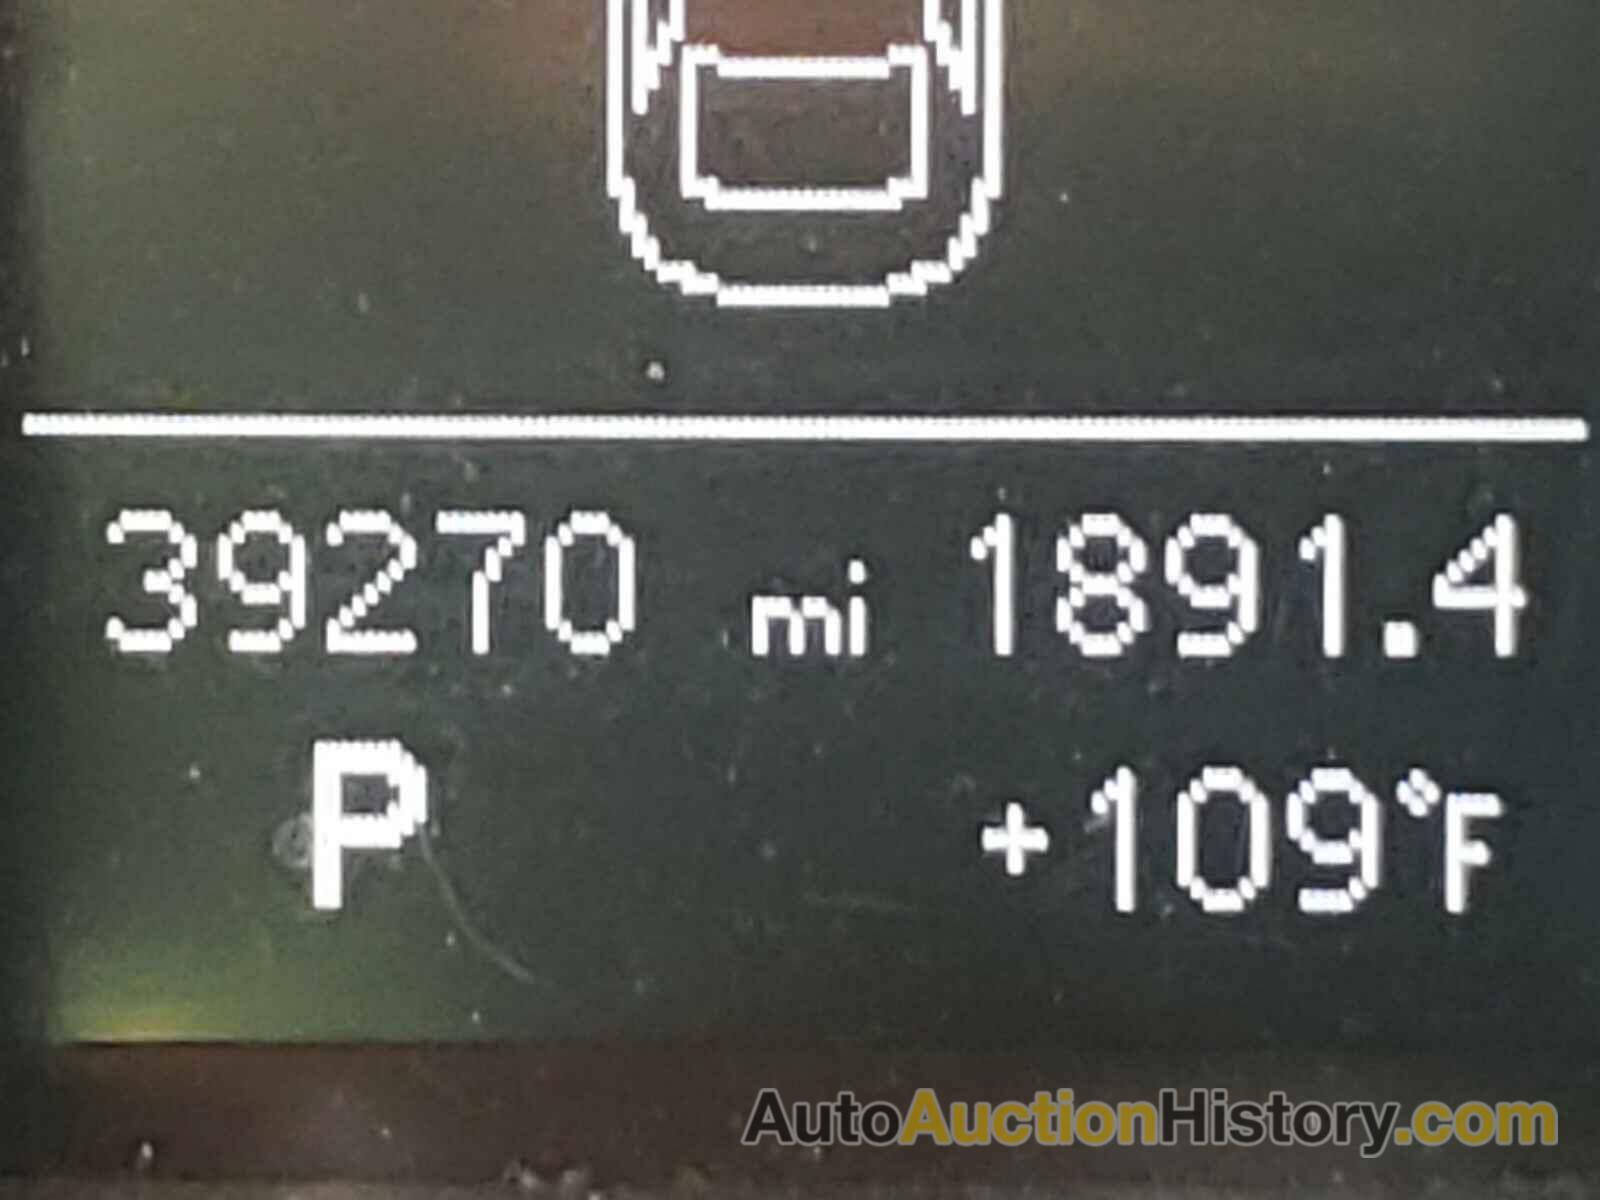 39270 mi 1891.4
P +109°F
AutoAuctionHistory.com